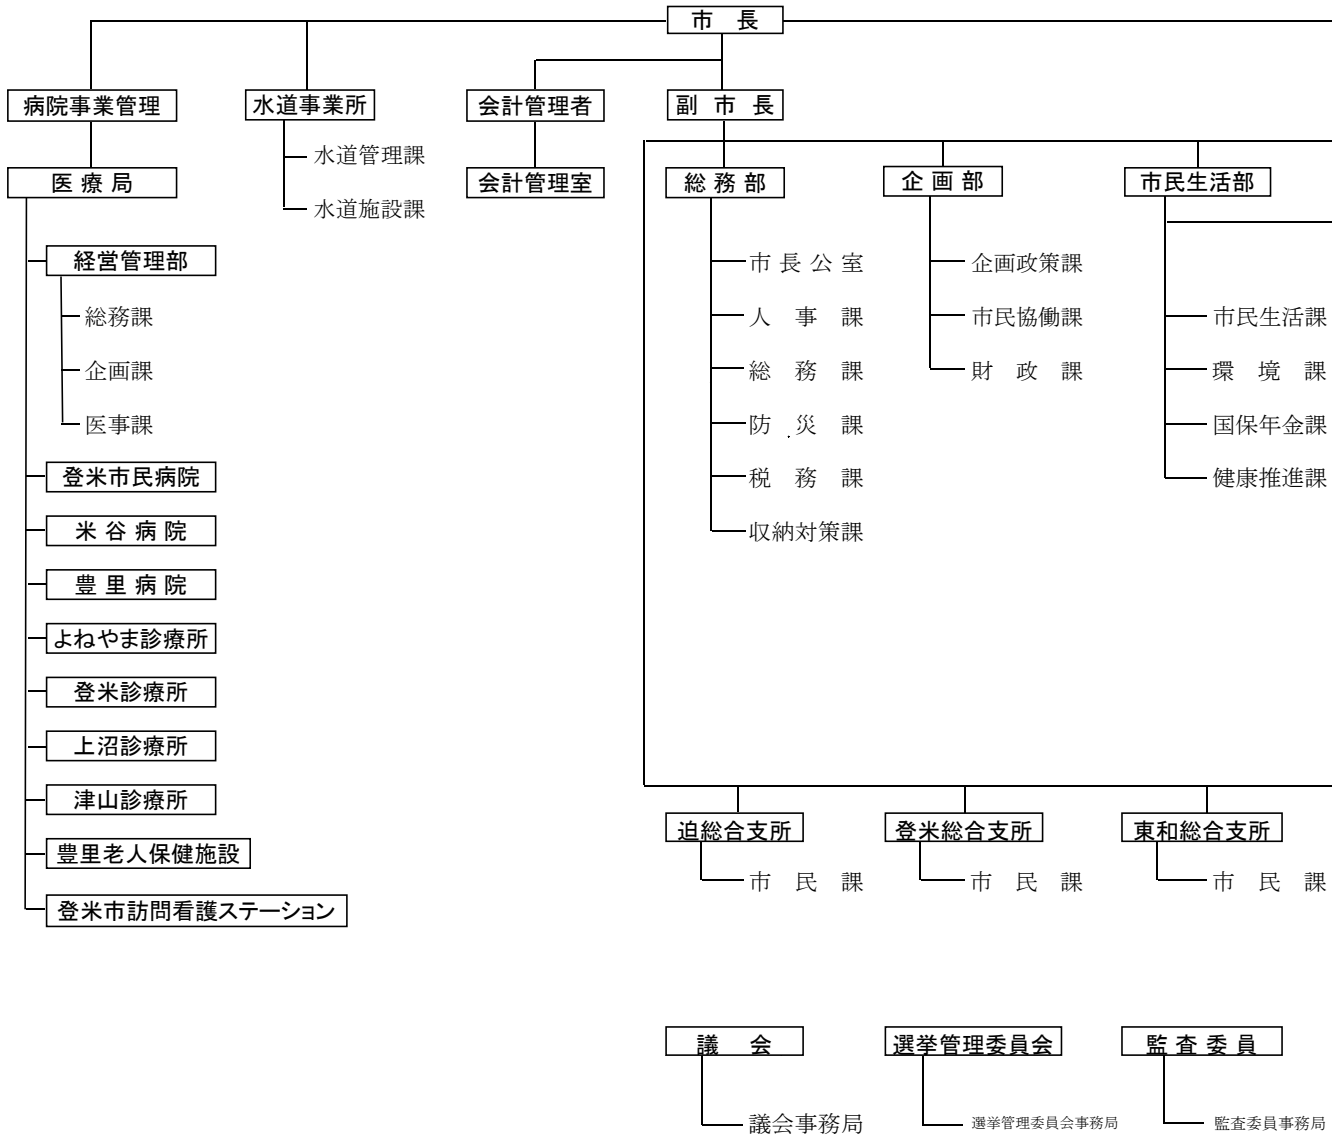 市長
病院事業管理
水道事業所
会計管理者
副市長
水道管理課
医療局
会計管理室
総務部
企画部
市民生活部
水道施設課
経営管理部
市長公室
企画政策課
総務課
人事課
市民協働課
市民生活課
企画課
総務課
財政課
環境課
医事課
防災課
国保年金課
登米市民病院
税務課
健康推進課
米谷病院
収納対策課
豊里病院
よねやま診療所
登米診療所
上沼診療所
津山診療所
迫総合支所
登米総合支所
東和総合支所
豊里老人保健施設
市民課
市民課
市民課
登米市訪問看護ステーション
議会
選挙管理委員会
監査委員
議会事務局
選挙管理委員会事務局
監査委員事務局